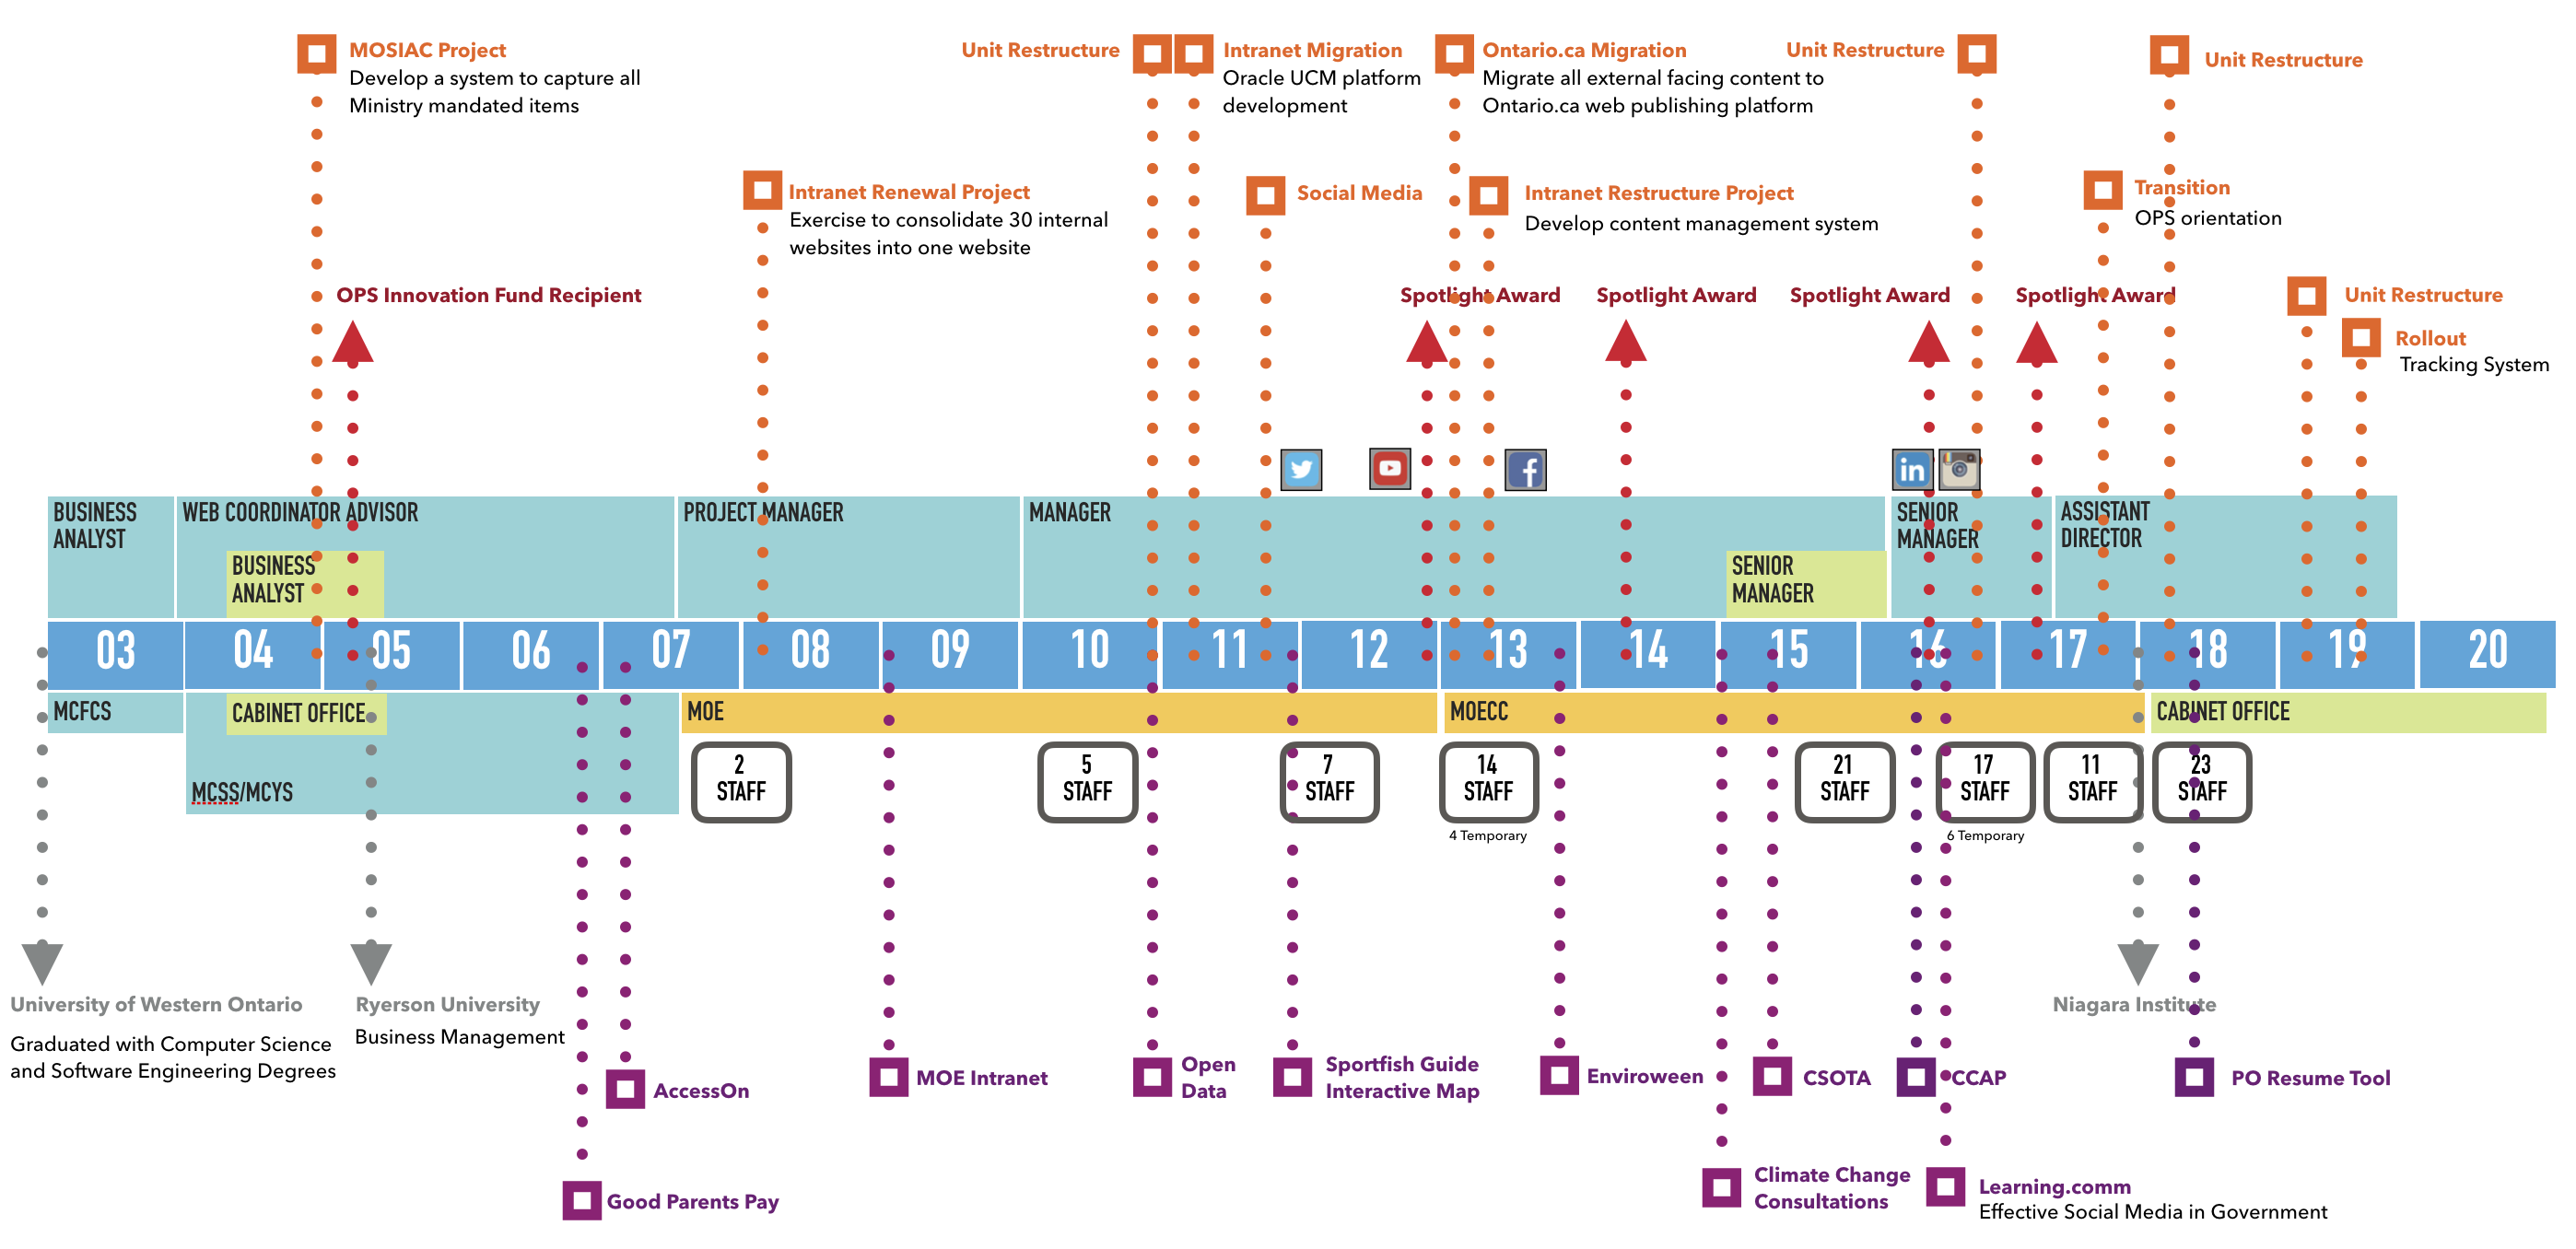 MOSIAC Project
Develop a system to capture all
Ministry mandated items
Unit Restructure
Intranet Migration
Oracle UCM platform
development
Ontario.ca Migration
Migrate all external facing content to
Ontario.ca web publishing platform
Unit Restructure
Unit Restructure
Intranet Renewal Project
Exercise to consolidate 30 internal
websites into one website
Social Media
Intranet Restructure Project
Develop content management system
Transition
OPS orientation
OPS Innovation Fund Recipient
Spotlight Award
Spotlight Award
Spotlight Award
Spotlight Award
Unit Restructure
Rollout
Tracking System
in
f
BUSINESS
ANALYST
WEB COORDINATOR ADVISOR
BUSINESS
ANALYST
PROJECT MANAGER
MANAGER
SENIOR
MANAGER
SENIOR
MANAGER
ASSISTANT
DIRECTOR
03
04
05
06
07
08
09
10
11
12
13
14
15
16
17
18
19
20
MCFCS
CABINET OFFICE
MCSS/MCYS
MOE
MOECC
CABINET OFFICE
2
STAFF
5
STAFF
7
STAFF
14
STAFF
4 Temporary
21
STAFF
17
STAFF
6 Temporary
11
STAFF
23
STAFF
University of Western Ontario
Graduated with Computer Science
and Software Engineering Degrees
Ryerson University
Business Management
Niagara Institute
AccessOn
MOE Intranet
Open
Data
Sportfish Guide
Interactive Map
Enviroween
CSOTA
CCAP
PO Resume Tool
Good Parents Pay
Climate Change
Consultations
Learning.comm
Effective Social Media in Government